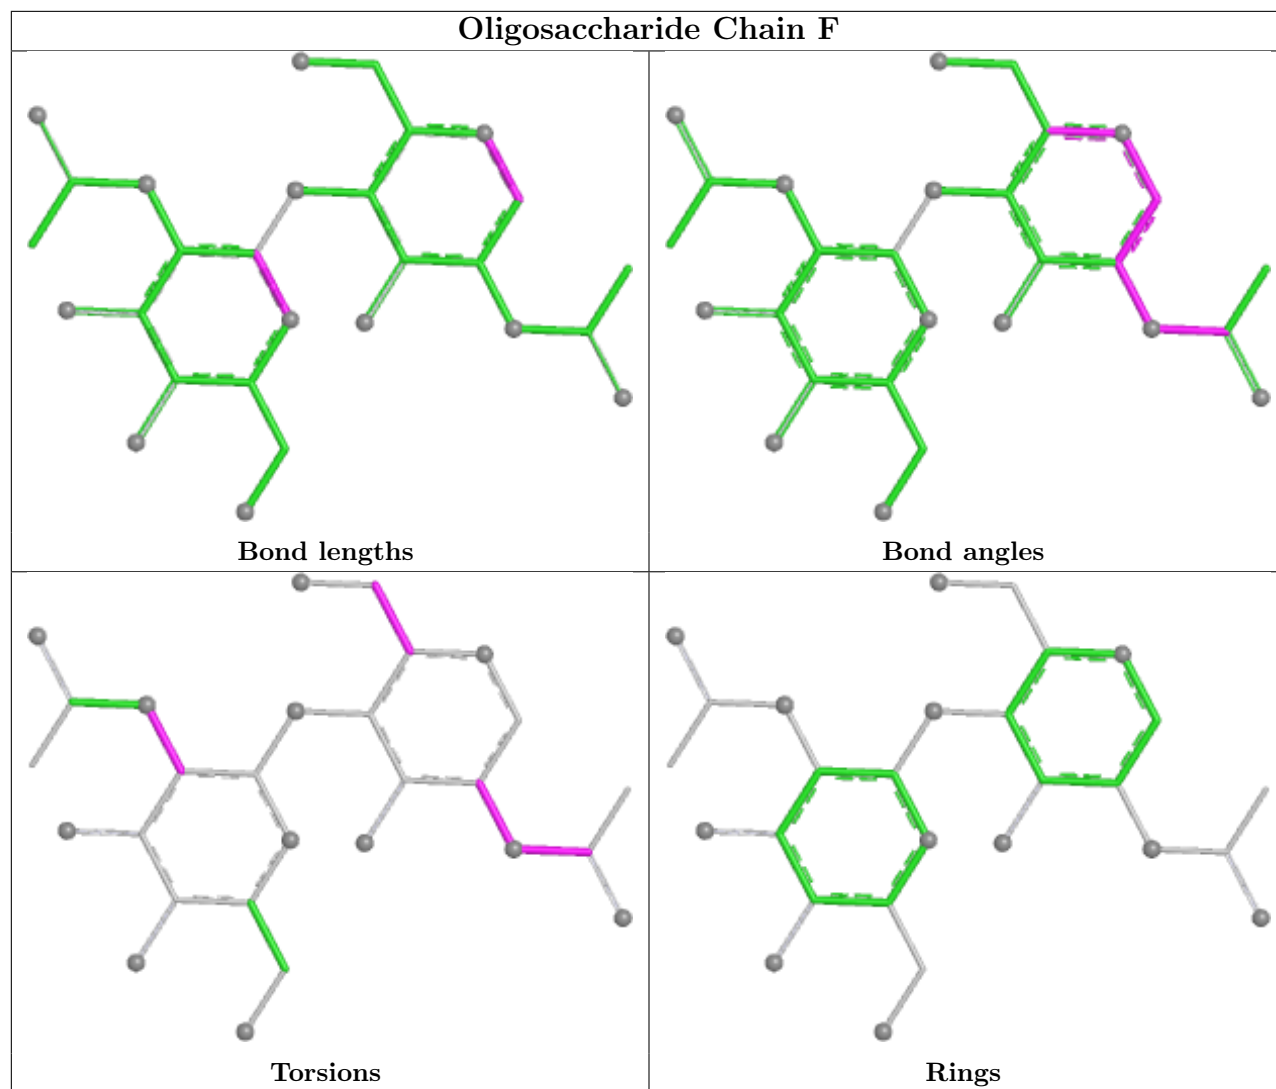 Oligosaccharide Chain F
Bond lengths
Bond angles
Torsions
Rings